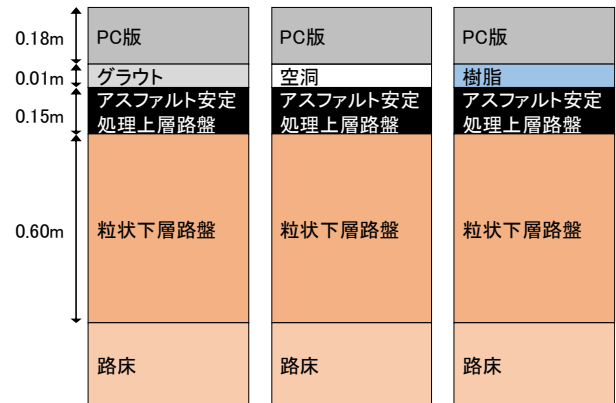 0.18m
0.01m
0.15m
0.60m
PC版
グラウト
アスファルト安定
処理上層路盤
粒状下層路盤
路床
PC版
空洞
アスファルト安定
処理上層路盤
粒状下層路盤
路床
PC版
樹脂
アスファルト安定
処理上層路盤
粒状下層路盤
路床